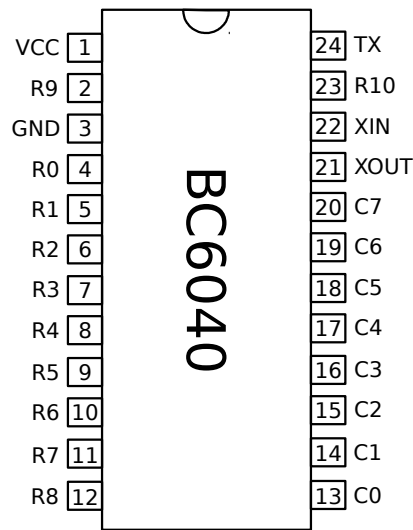 VCC 1
R9 2
GND 3
R0 4
R1 5
R2 6
R3 7
R4 8
R5 9
R6 10
R7 11
R8 12
BC6040
24 TX
23 R10
22 XIN
21 XOUT
20 C7
19 C6
18 C5
17 C4
16 C3
15 C2
14 C1
13 C0